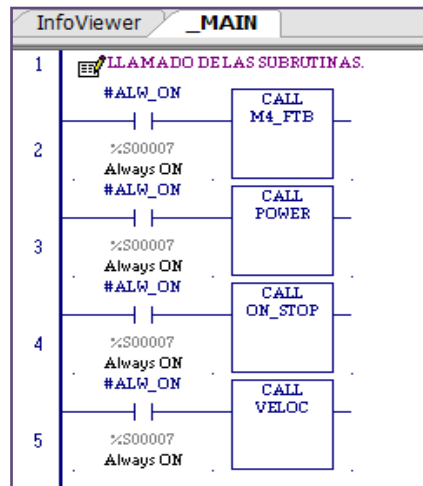 InfoViewer _MAIN
1 LLAMADO DE LAS SUBRUTINAS.
#ALW_ON CALL
M4_FTB
2 %S00007
Always ON
#ALW_ON CALL
POWER
3 %S00007
Always ON
#ALW_ON CALL
ON_STOP
4 %S00007
Always ON
#ALW_ON CALL
VELOC
5 %S00007
Always ON